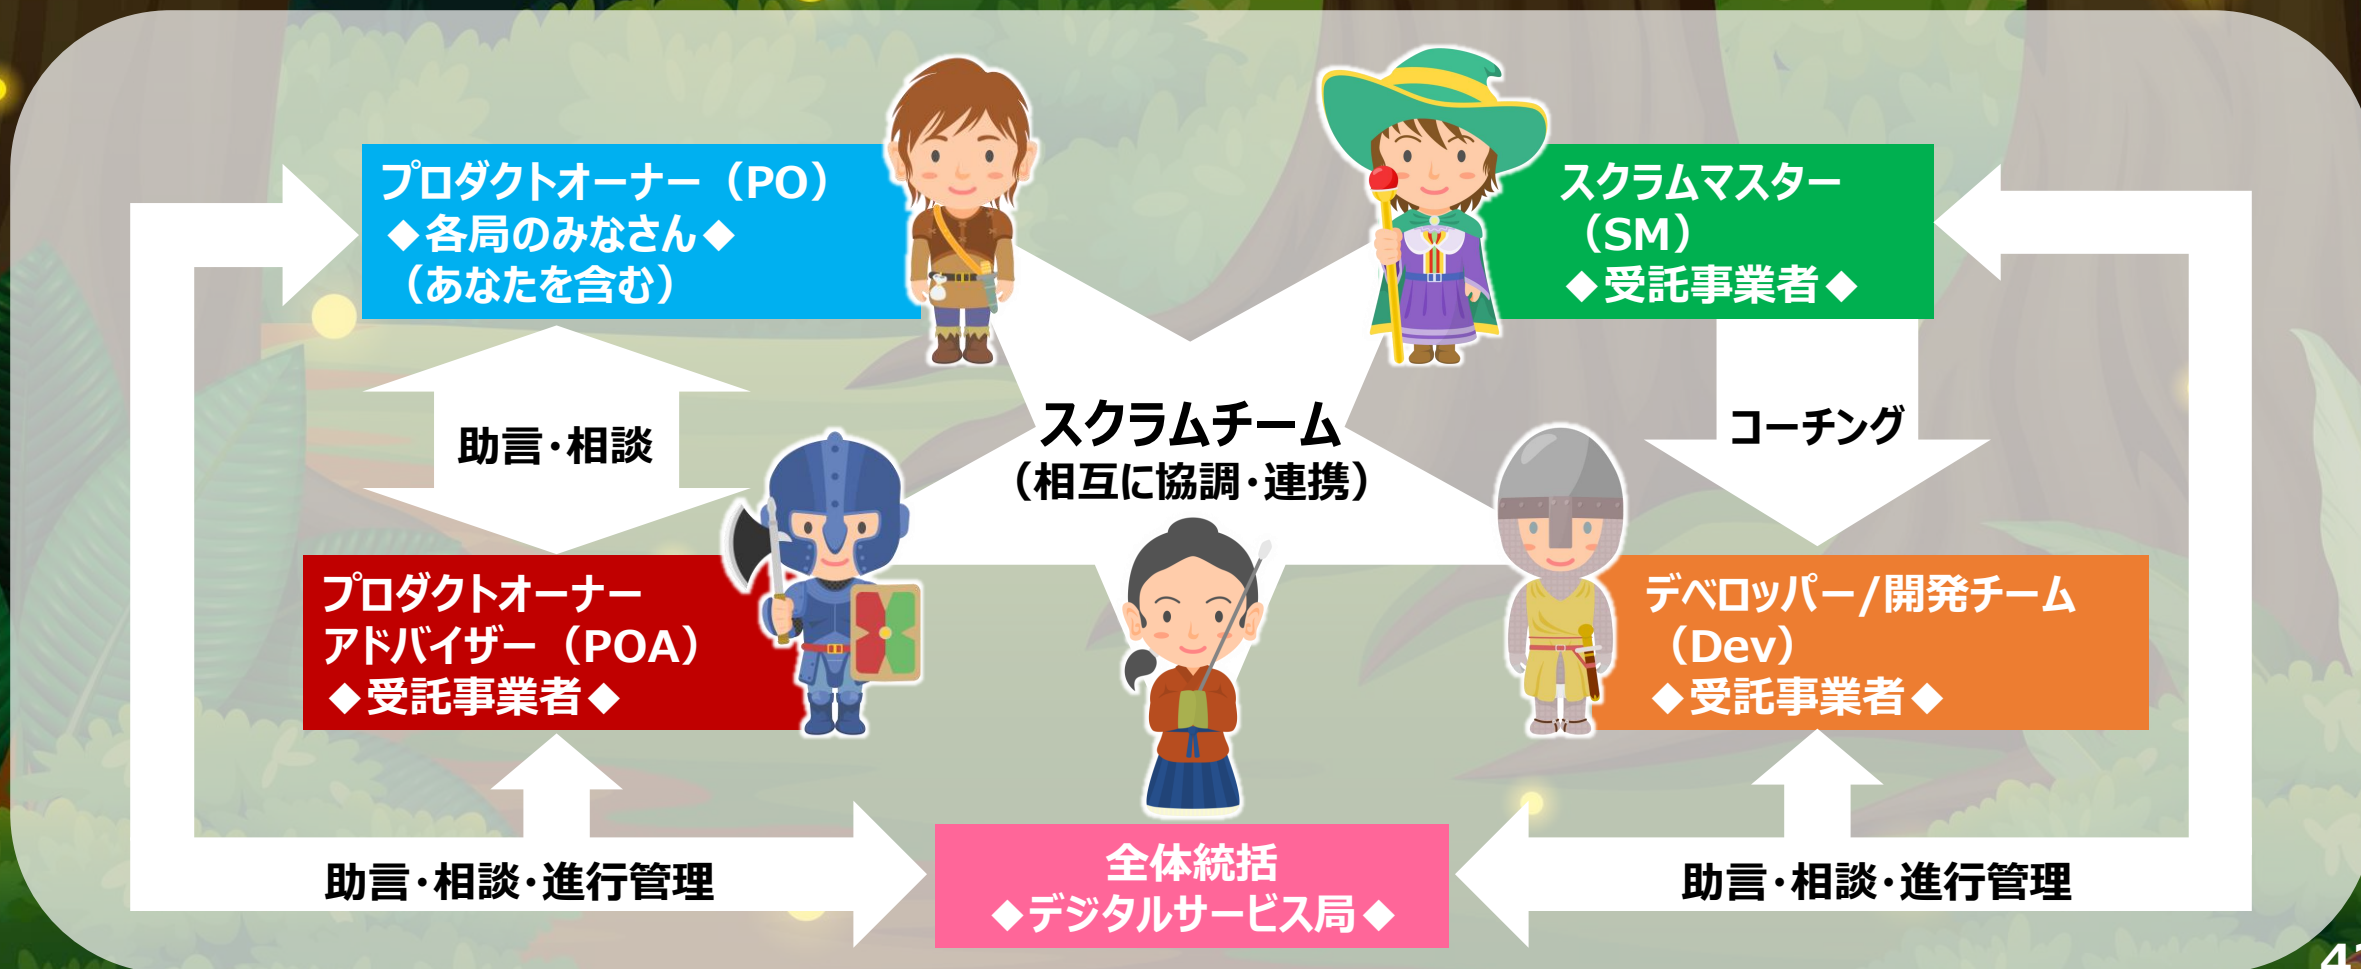 プロダクトオーナー（PO）
◆各局のみなさん◆
（あなたを含む）
スクラムマスター
（SM）
◆受託事業者◆
助言･相談
スクラムチーム
（相互に協調･連携）
コーチング
プロダクトオーナー
アドバイザー（POA）
◆受託事業者◆
デベロッパー/開発チーム
（Dev）
◆受託事業者◆
助言･相談･進行管理
全体統括
◆デジタルサービス局◆
助言･相談･進行管理